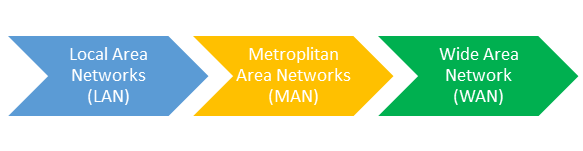 Local Area
Networks
(LAN)
Metroplitan
Area Networks
(MAN)
Wide Area
Network
(WAN)